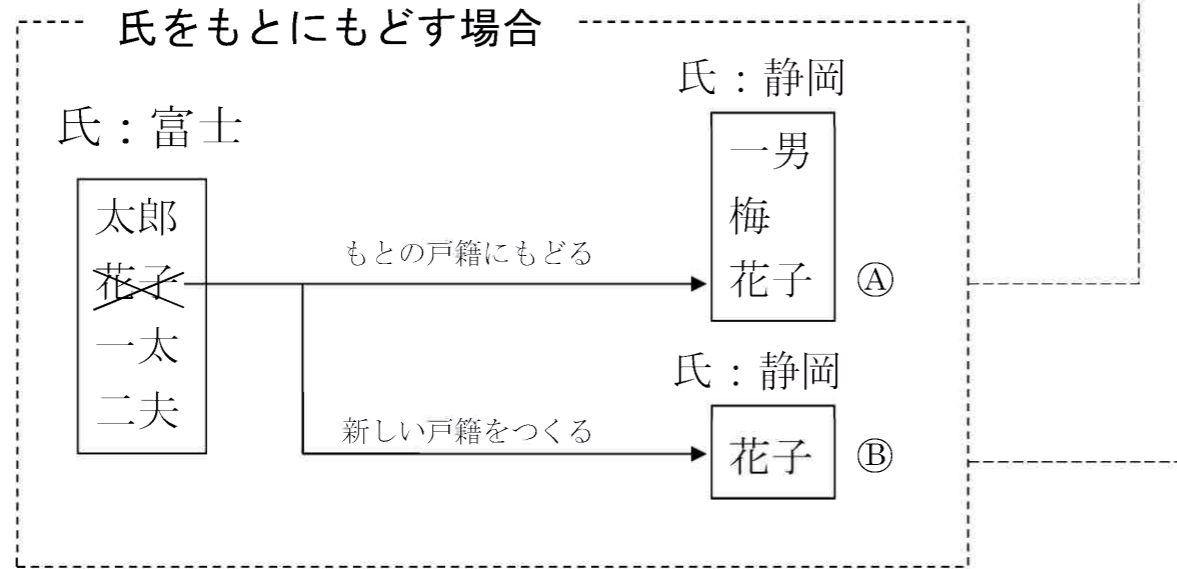 氏をもとにもどす場合
氏：富士
太郎
花子
一太
二夫
もとの戸籍にもどる
新しい戸籍をつくる
氏：静岡
一男
梅
花子 Ⓐ
氏：静岡
花子 Ⓑ